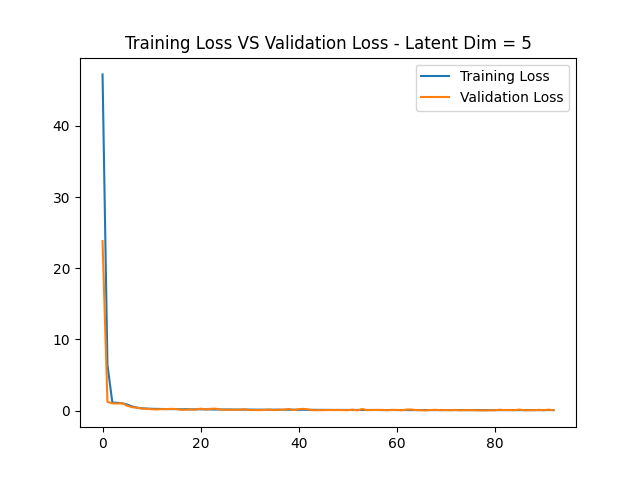 Training Loss VS Validation Loss - Latent Dim = 5
Training Loss
Validation Loss
40
30
20
10
0
0 20 40 60 80